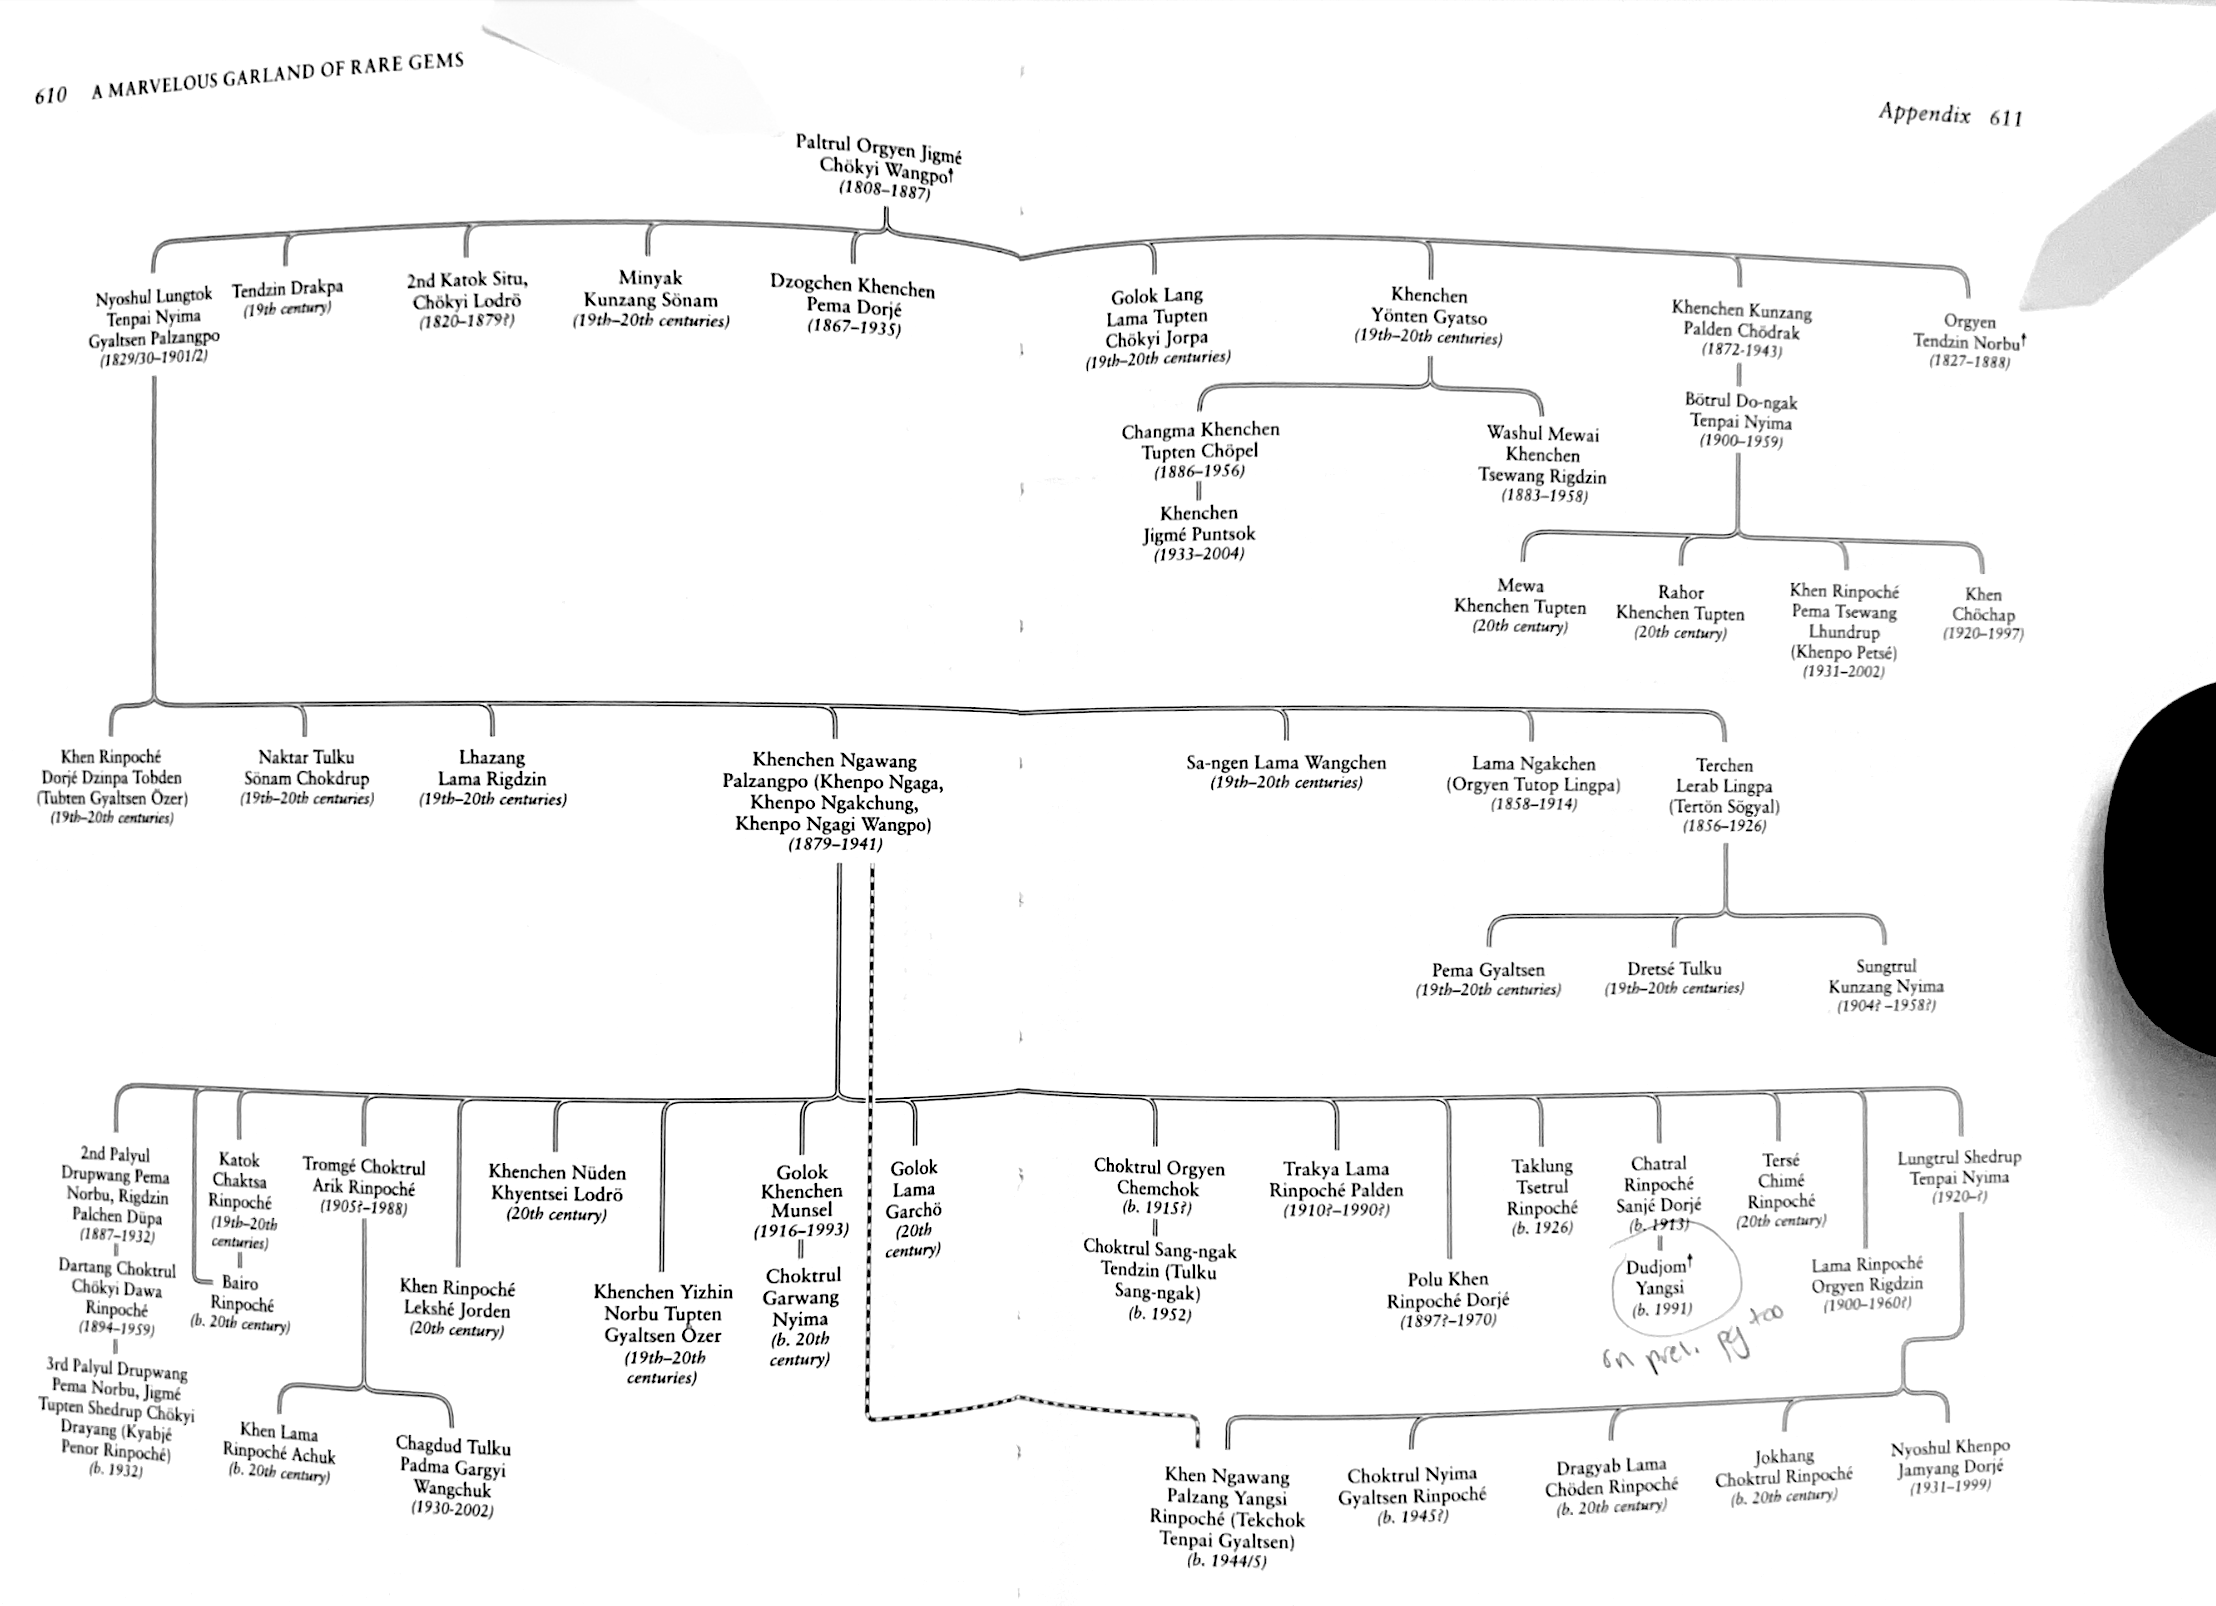 610 A MARVELOUS GARLAND OF RARE GEMS
Appendix 611
Paltrul Orgyen Jigmé
Chökyi Wangpo†
(1808–1887)
Nyoshul Lungtok
Tenpai Nyima
Gyaltsen Palzangpo
(1829/30–1901/2)
Tendzin Drakpa
(19th century)
2nd Katok Situ,
Chökyi Lodrö
(1820–1879?)
Minyak
Kunzang Sönam
(19th–20th centuries)
Dzogchen Khenchen
Pema Dorjé
(1867–1935)
Golok Lang
Lama Tupten
Chökyi Jorpa
(19th–20th centuries)
Khenchen
Yönten Gyatso
(19th–20th centuries)
Khenchen Kunzang
Palden Chödrak
(1872-1943)
Orgyen
Tendzin Norbu†
(1827–1888)
Changma Khenchen
Tupten Chöpel
(1886–1956)
Khenchen
Jigmé Puntsok
(1933–2004)
Washul Mewai
Khenchen
Tsewang Rigdzin
(1883–1958)
Bötrul Do-ngak
Tenpai Nyima
(1900–1959)
Mewa
Khenchen Tupten
(20th century)
Rahor
Khenchen Tupten
(20th century)
Khen Rinpoché
Pema Tsewang
Lhundrup
(Khenpo Petsé)
(1931–2002)
Khen
Chöchap
(1920–1997)
Khen Rinpoché
Dorjé Dzinpa Tobden
(Tubten Gyaltsen Özer)
(19th–20th centuries)
Naktar Tulku
Sönam Chokdrup
(19th–20th centuries)
Lhazang
Lama Rigdzin
(19th–20th centuries)
Khenchen Ngawang
Palzangpo (Khenpo Ngaga,
Khenpo Ngakchung,
Khenpo Ngagi Wangpo)
(1879–1941)
Sa-ngen Lama Wangchen
(19th–20th centuries)
Lama Ngakchen
(Orgyen Tutop Lingpa)
(1858–1914)
Terchen
Lerab Lingpa
(Tertön Sögyal)
(1856–1926)
Pema Gyaltsen
(19th–20th centuries)
Dretsé Tulku
(19th–20th centuries)
Sungtrul
Kunzang Nyima
(1904?–1958?)
2nd Palyul
Drupwang Pema
Norbu, Rigdzin
Palchen Düpa
(1887–1932)
Dartang Choktrul
Chökyi Dawa
Rinpoché
(1894–1959)
3rd Palyul Drupwang
Pema Norbu, Jigmé
Tupten Shedrup Chökyi
Drayang (Kyabjé
Penor Rinpoché)
(b. 1932)
Katok
Chaktsa
Rinpoché
(19th–20th
centuries)
Bairo
Rinpoché
(b. 20th century)
Tromgé Choktrul
Arik Rinpoché
(1905?–1988)
Khen Lama
Rinpoché Achuk
(b. 20th century)
Chagdud Tulku
Padma Gargyi
Wangchuk
(1930-2002)
Khen Rinpoché
Lekshé Jorden
(20th century)
Khenchen Nüden
Khyentsei Lodrö
(20th century)
Khenchen Yizhin
Norbu Tupten
Gyaltsen Özer
(19th–20th
centuries)
Golok
Khenchen
Munsel
(1916–1993)
Choktrul
Garwang
Nyima
(b. 20th
century)
Golok
Lama
Garchö
(20th
century)
Choktrul Orgyen
Chemchok
(b. 1915?)
Choktrul Sang-ngak
Tendzin (Tulku
Sang-ngak)
(b. 1952)
Trakya Lama
Rinpoché Palden
(1910?–1990?)
Polu Khen
Rinpoché Dorjé
(1897?–1970)
Taklung
Tsetrul
Rinpoché
(b. 1926)
Chatral
Rinpoché
Sanjé Dorjé
(b. 1913)
Dudjom†
Yangsi
(b. 1991)
on prel. pg too
Tersé
Chimé
Rinpoché
(20th century)
Lama Rinpoché
Orgyen Rigdzin
(1900–1960?)
Lungtrul Shedrup
Tenpai Nyima
(1920–?)
Khen Ngawang
Palzang Yangsi
Rinpoché (Tekchok
Tenpai Gyaltsen)
(b. 1944/5)
Choktrul Nyima
Gyaltsen Rinpoché
(b. 1945?)
Dragyab Lama
Chöden Rinpoché
(b. 20th century)
Jokhang
Choktrul Rinpoché
(b. 20th century)
Nyoshul Khenpo
Jamyang Dorjé
(1931–1999)